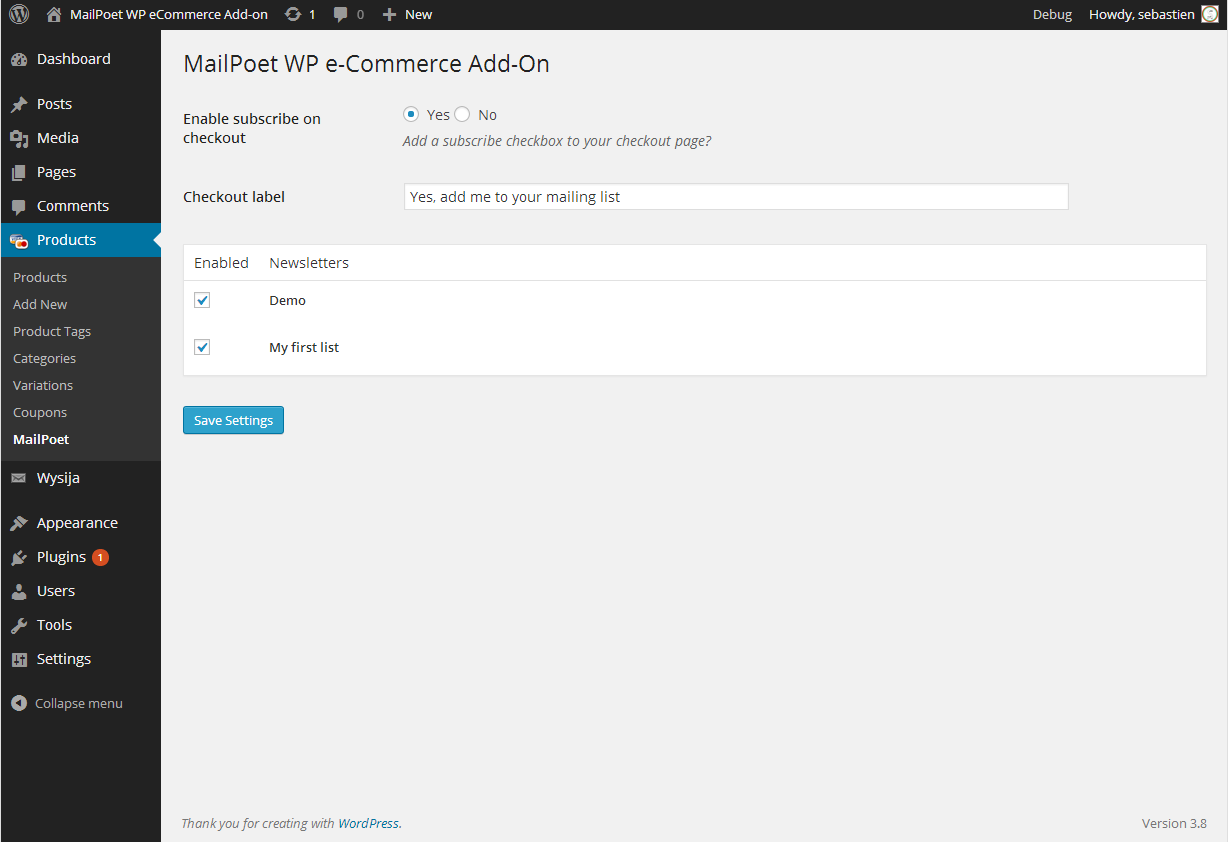 MailPoet WP eCommerce Add-on 1 0 New Debug Howdy, sebastien
Dashboard
Posts
Media
Pages
Comments
Products
Products
Add New
Product Tags
Categories
Variations
Coupons
MailPoet
Wysija
Appearance
Plugins 1
Users
Tools
Settings
Collapse menu
MailPoet WP e-Commerce Add-On
Enable subscribe on
checkout
Yes No
Add a subscribe checkbox to your checkout page?
Checkout label
Yes, add me to your mailing list
Enabled Newsletters
Demo
My first list
Save Settings
Thank you for creating with WordPress.
Version 3.8